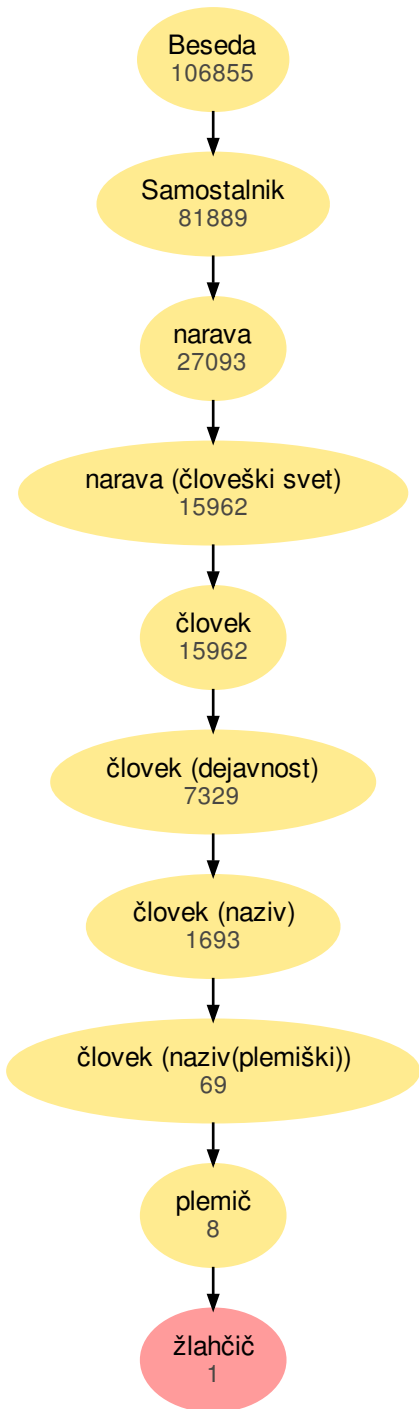 Beseda
106855
Samostalnik
81889
narava
27093
narava (človeški svet)
15962
človek
15962
človek (dejavnost)
7329
človek (naziv)
1693
človek (naziv(plemiški))
69
plemič
8
žlahčič
1